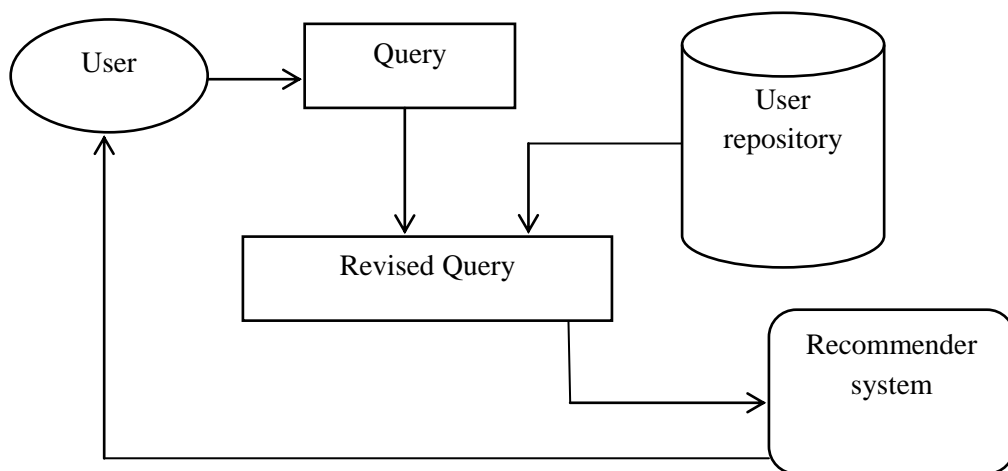 User
Query
User
repository
Revised Query
Recommender
system